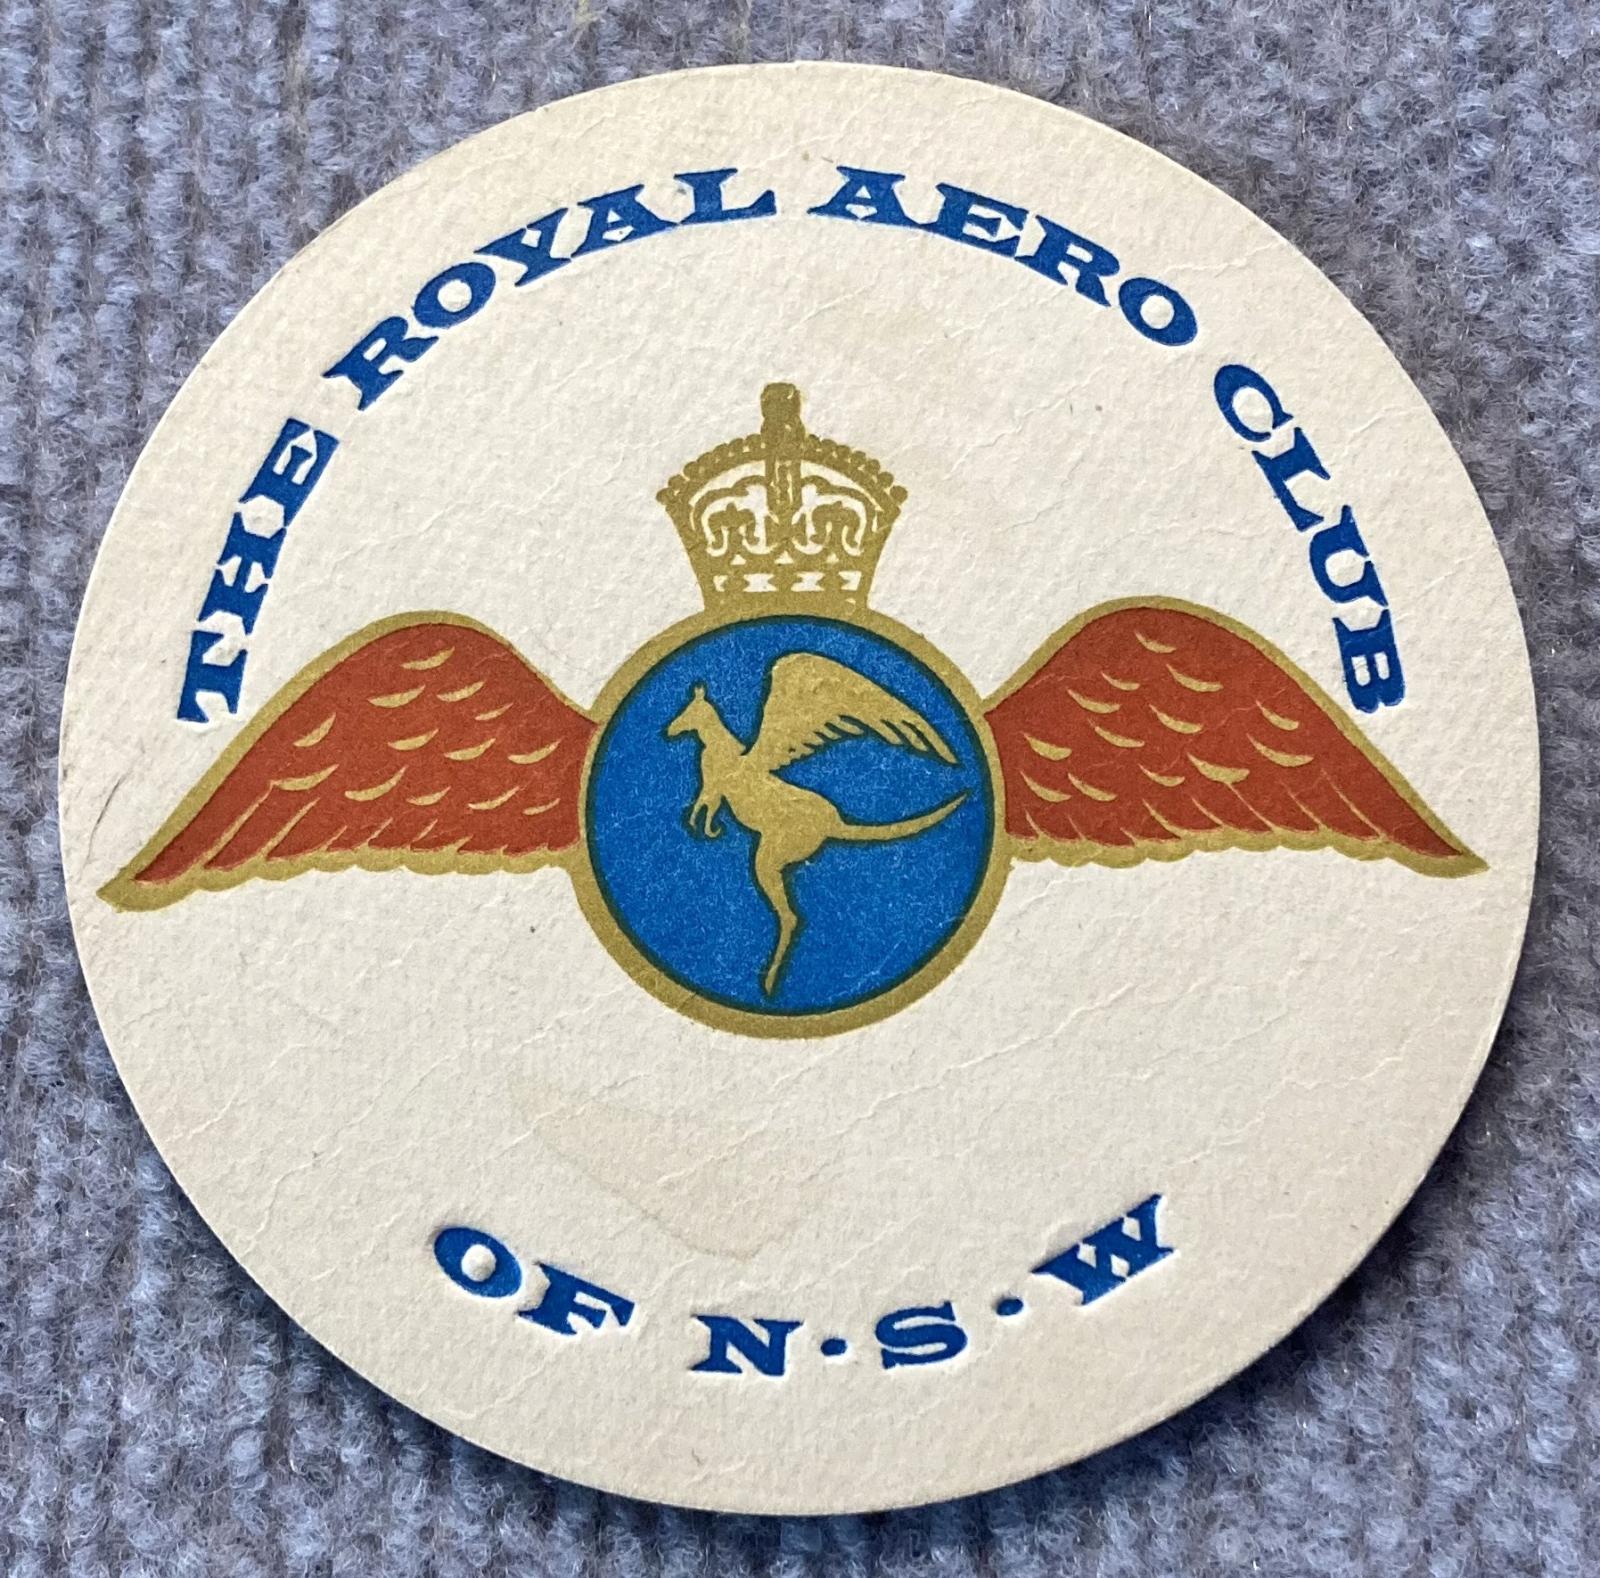 THE ROYAL AERO CLUB
OF N·S·W